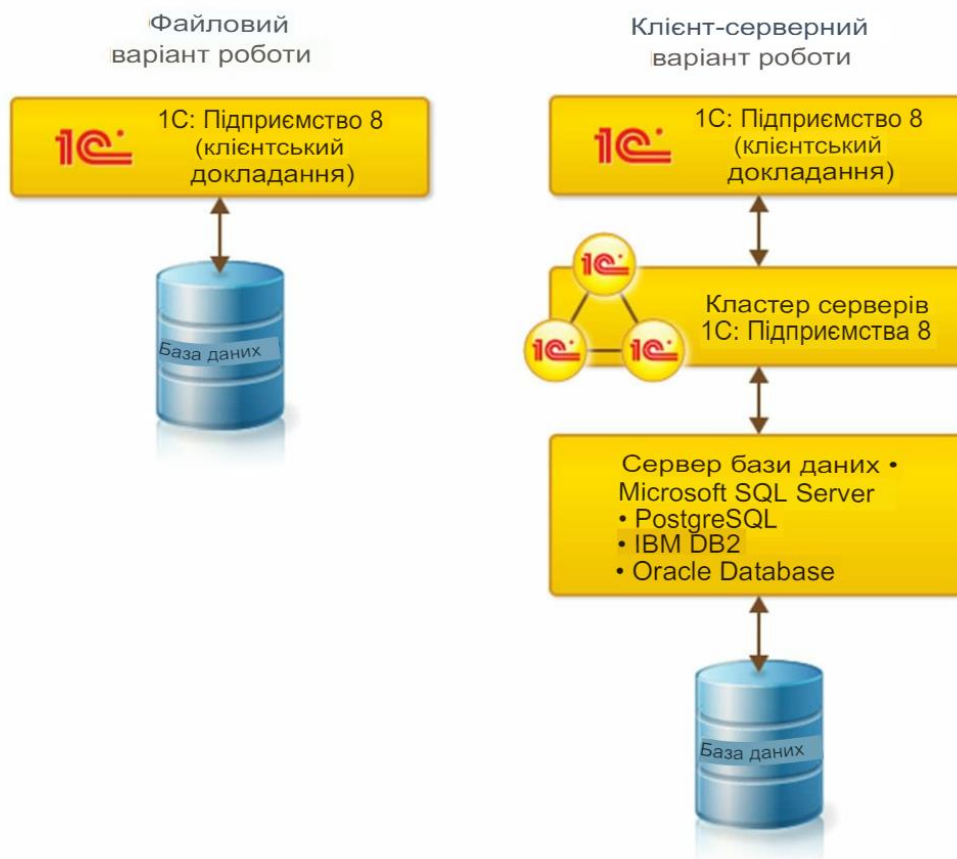 Файловий
варіант роботи
1С: Підприємство 8
(клієнтський
докладання)
База даних
Клієнт-серверний
варіант роботи
1С: Підприємство 8
(клієнтський
докладання)
Кластер серверів
1С: Підприємства 8
Сервер бази даних •
Microsoft SQL Server
• PostgreSQL
• IBM DB2
• Oracle Database
База даних